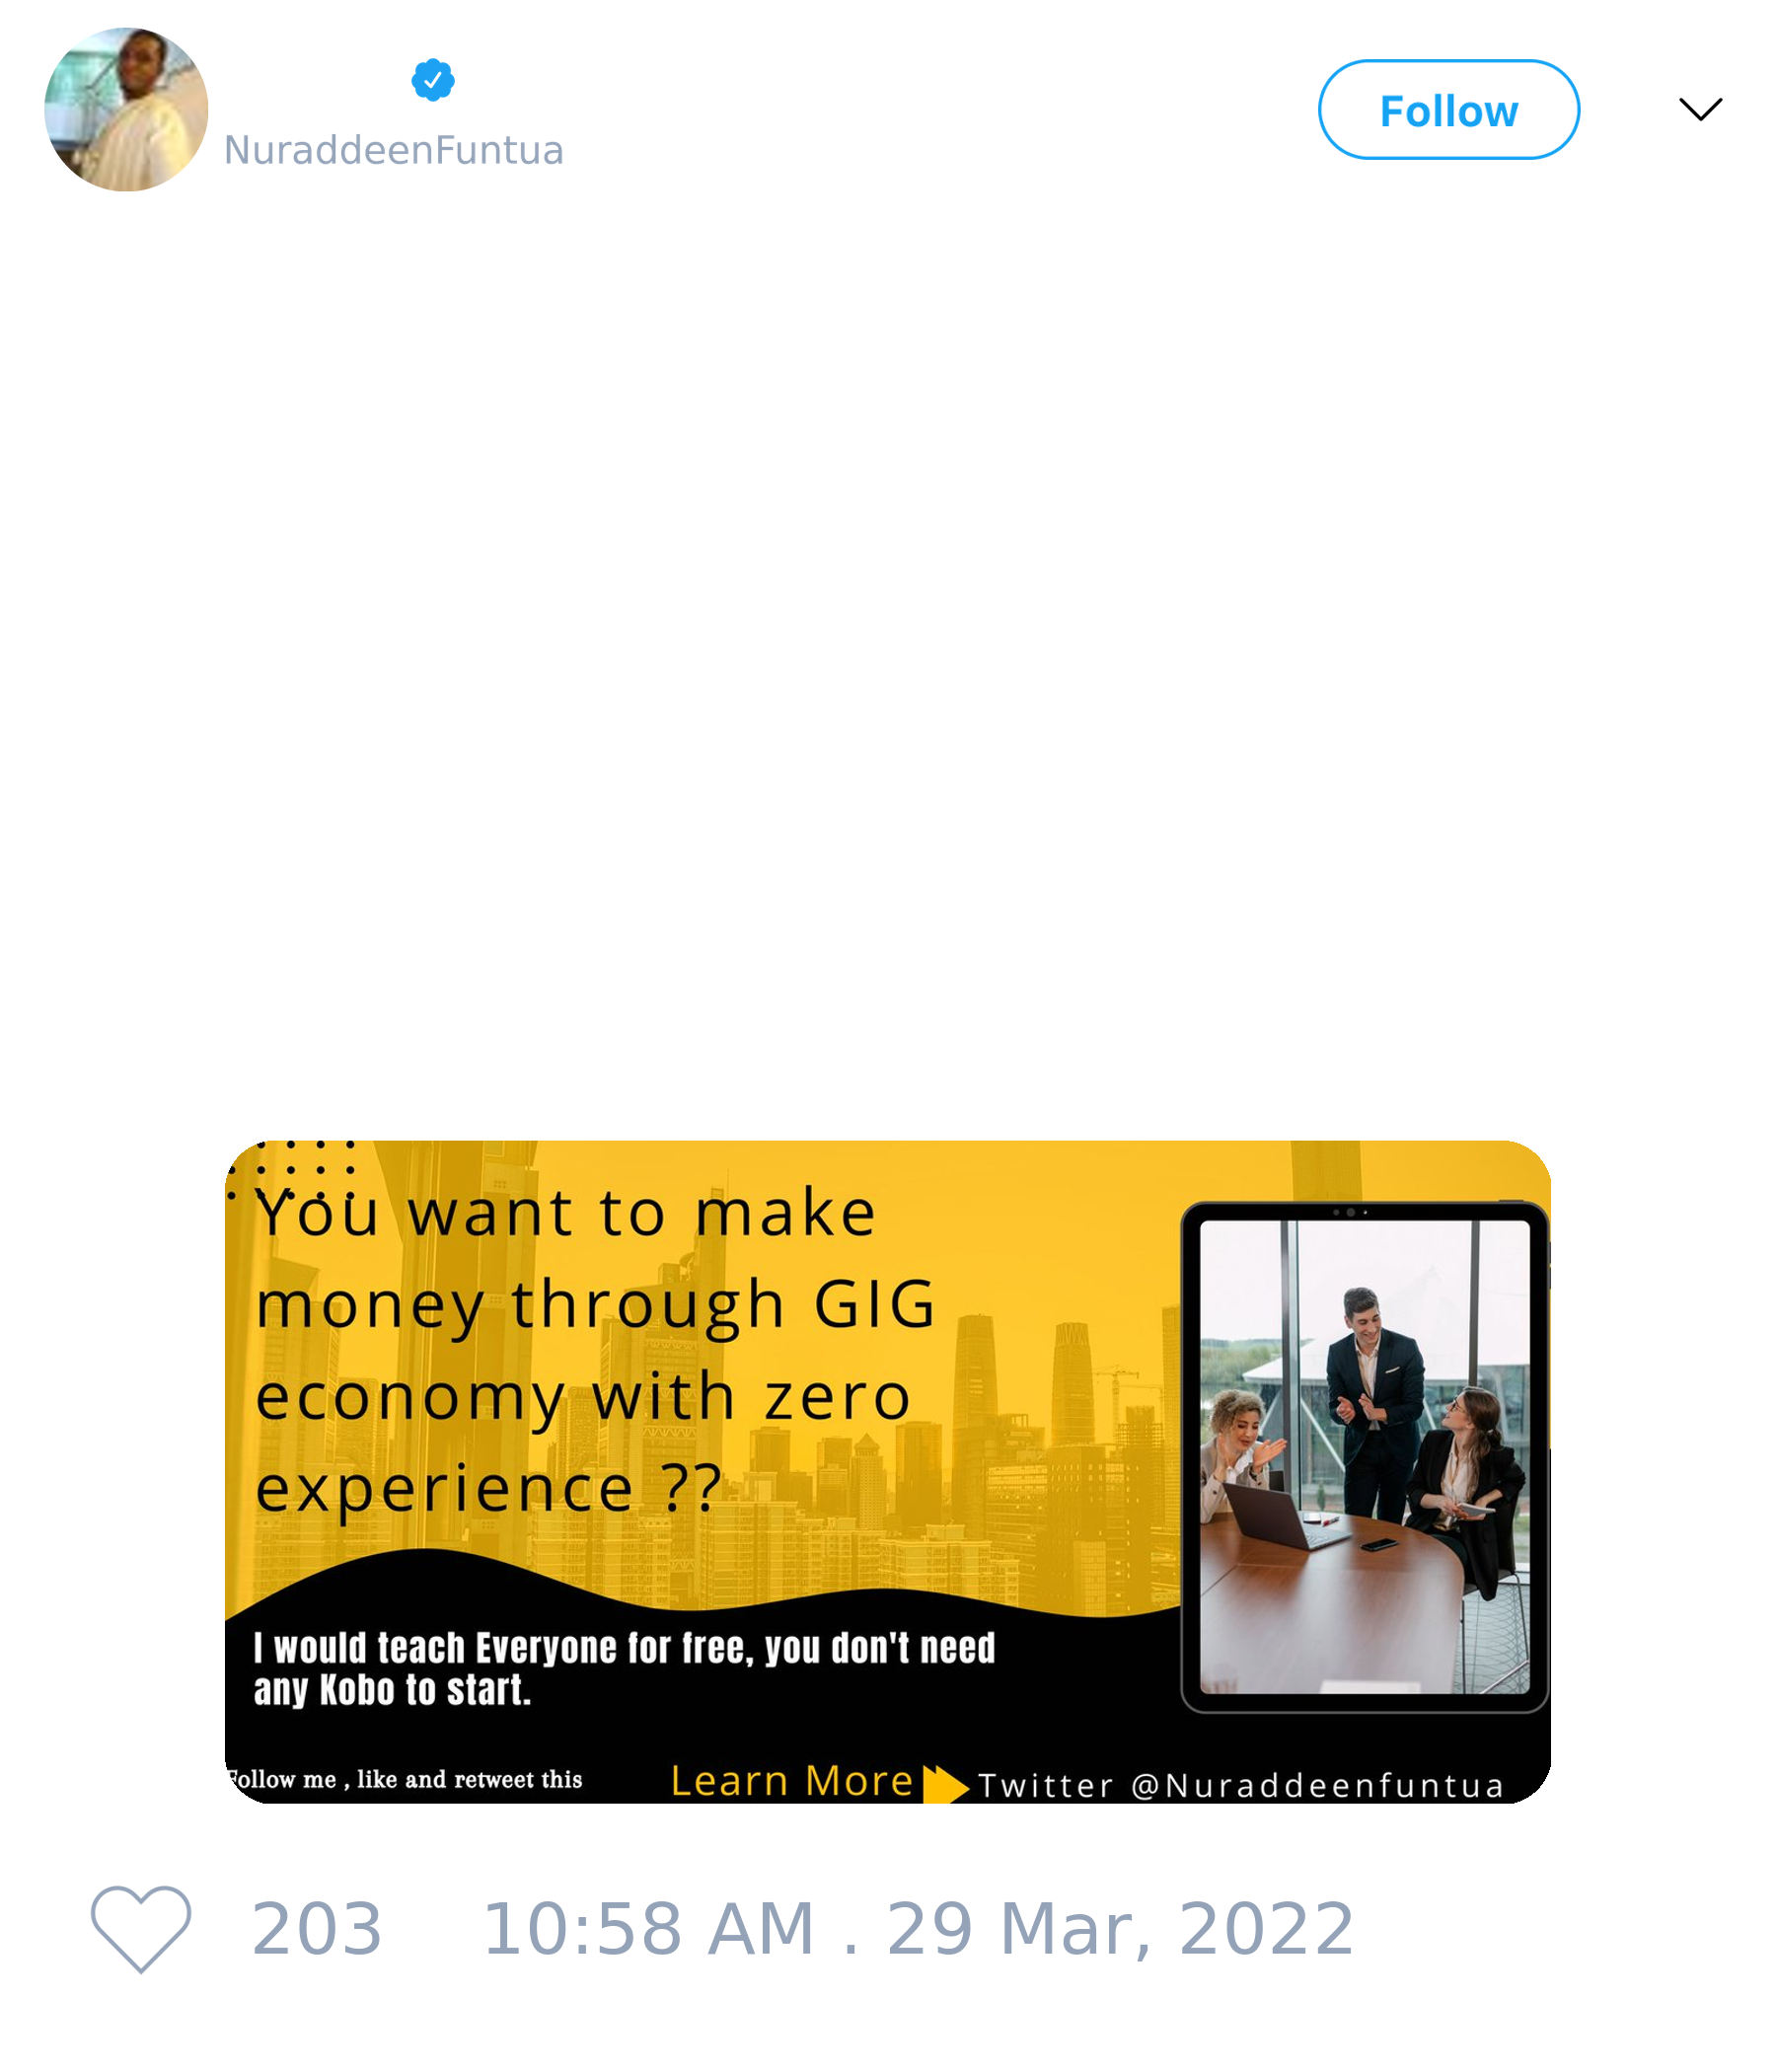 NuraddeenFuntua
Follow
You want to make
money through GIG
economy with zero
experience ??
I would teach Everyone for free, you don't need
any Kobo to start.
Follow me , like and retweet this
Learn More
Twitter @Nuraddeenfuntua
203
10:58 AM . 29 Mar, 2022